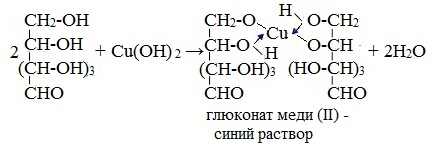 CH2-OH
CH-OH
2 (CH-OH)3 + Cu(OH) 2 →
CHO
CH2-O Cu H O-CH2
CH-O H O-CH + 2H2O
(CH-OH)3 (HO-CH)3
CHO CHO
глюконат меди (II) -
синий раствор